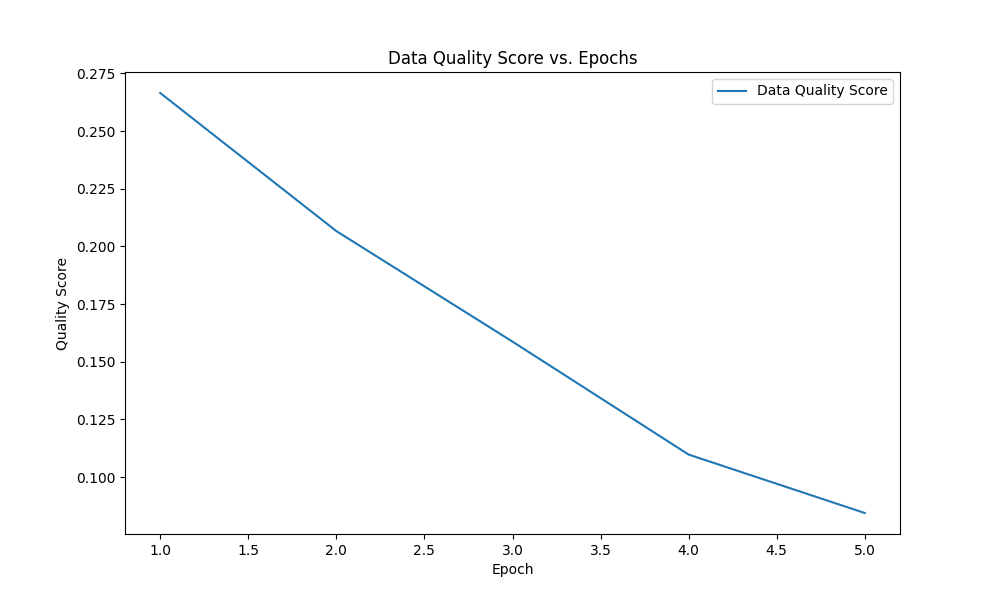 Data Quality Score vs. Epochs
Data Quality Score
0.275
0.250
0.225
0.200
0.175
0.150
0.125
0.100
Quality Score
1.0 1.5 2.0 2.5 3.0 3.5 4.0 4.5 5.0
Epoch